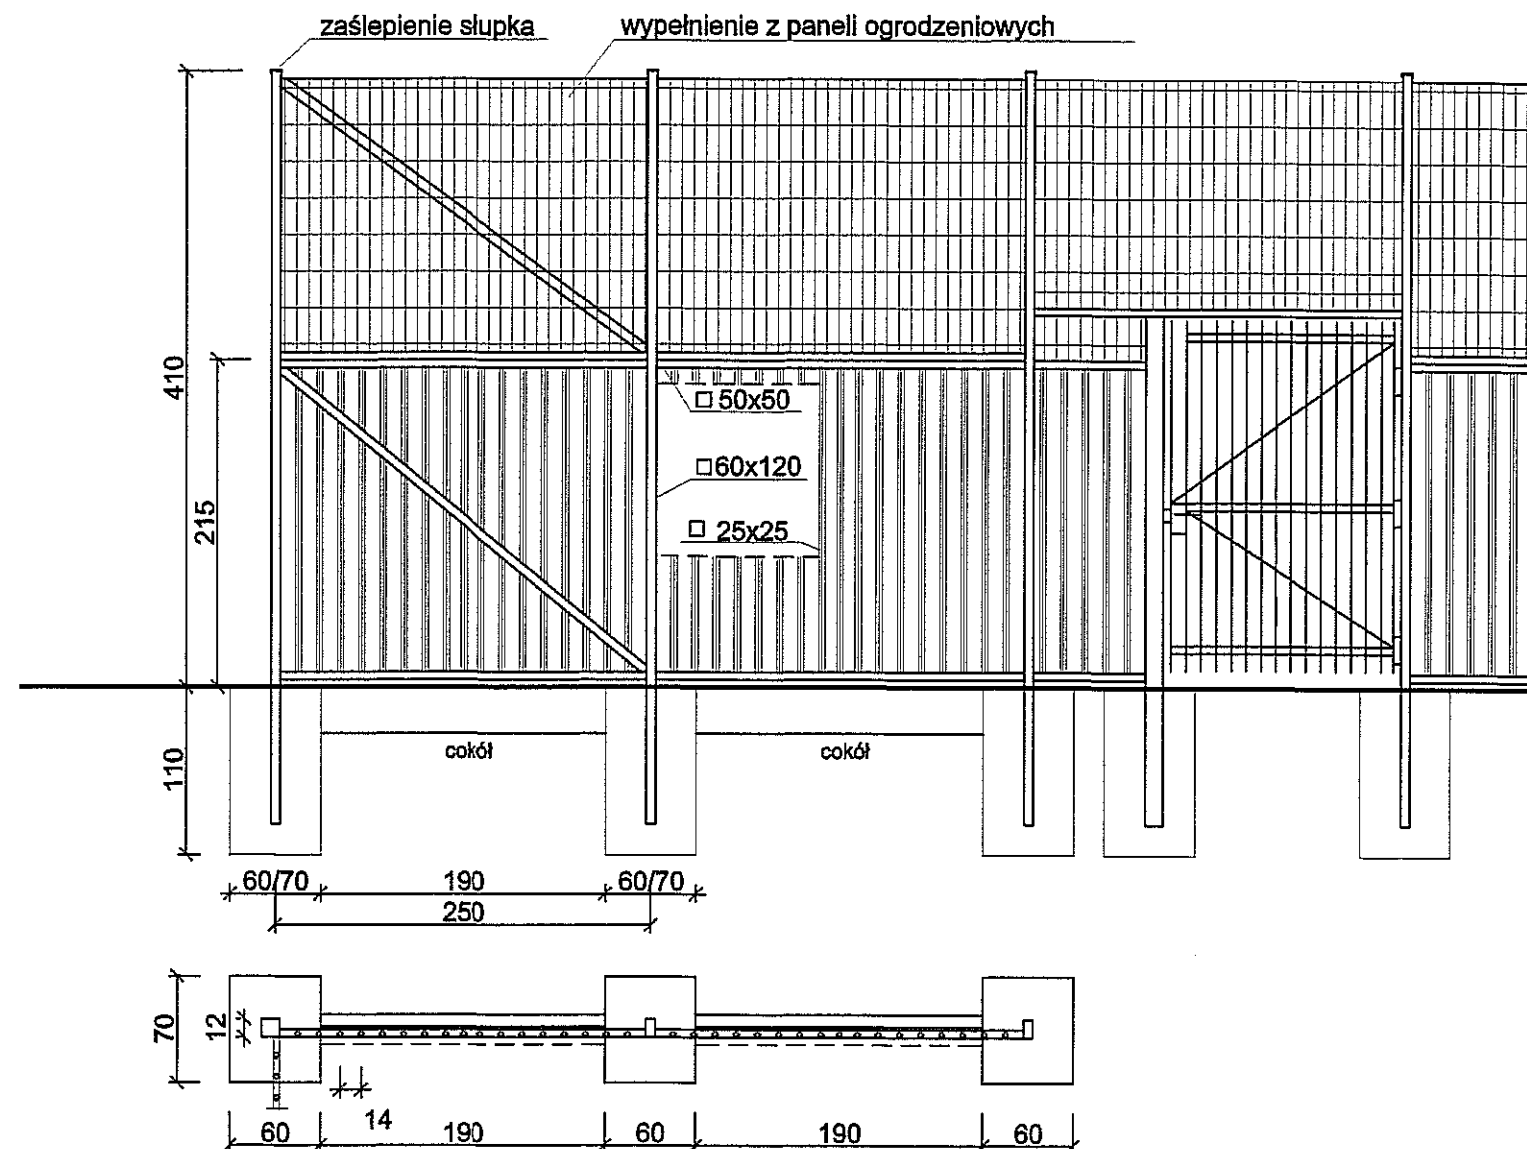 zaślepienie słupka
wypełnienie z paneli ogrodzeniowych
410
215
□ 50x50
□60x120
□ 25x25
110
cokół
cokół
60/70
190
60/70
250
70
12
14
60
190
60
190
60